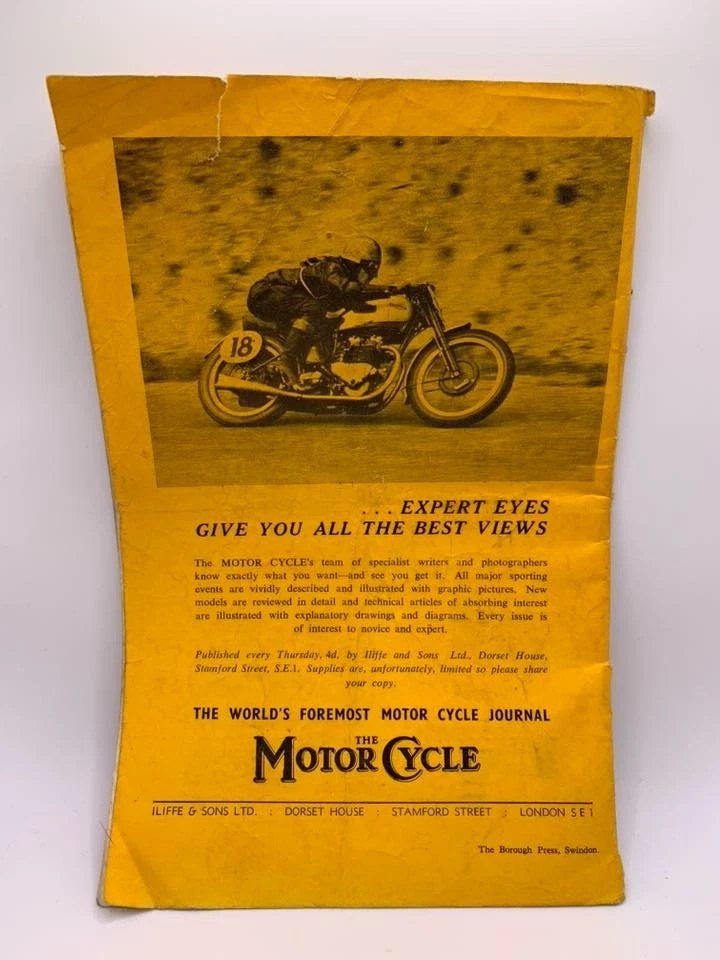 18
. . . EXPERT EYES
GIVE YOU ALL THE BEST VIEWS
The MOTOR CYCLE's team of specialist writers and photographers
know exactly what you want—and see you get it. All major sporting
events are vividly described and illustrated with graphic pictures. New
models are reviewed in detail and technical articles of absorbing interest
are illustrated with explanatory drawings and diagrams. Every issue is
of interest to novice and expert.
Published every Thursday, 4d, by Iliffe and Sons Ltd., Dorset House,
Stamford Street, S.E.1. Supplies are, unfortunately, limited so please share
your copy.
THE WORLD'S FOREMOST MOTOR CYCLE JOURNAL
THE
MOTOR CYCLE
ILIFFE & SONS LTD. : DORSET HOUSE : STAMFORD STREET : LONDON S E 1
The Borough Press, Swindon.